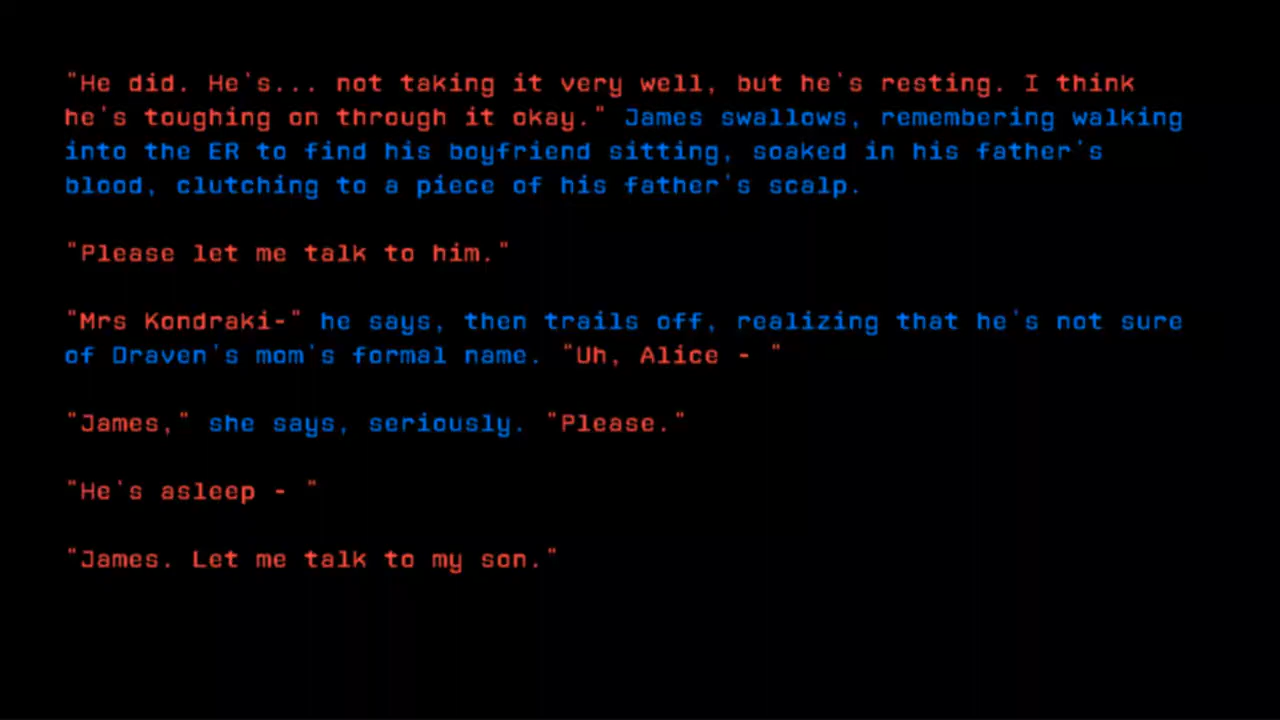 "He did. He's... not taking it very well, but he's resting. I think
he's toughing on through it okay." James swallows, remembering walking
into the ER to find his boyfriend sitting, soaked in his father's
blood, clutching to a piece of his father's scalp.
"Please let me talk to him."
"Mrs Kondraki-" he says, then trails off, realizing that he's not sure
of Draven's mom's formal name. "Uh, Alice - "
"James," she says, seriously. "Please."
"He's asleep - "
"James. Let me talk to my son."